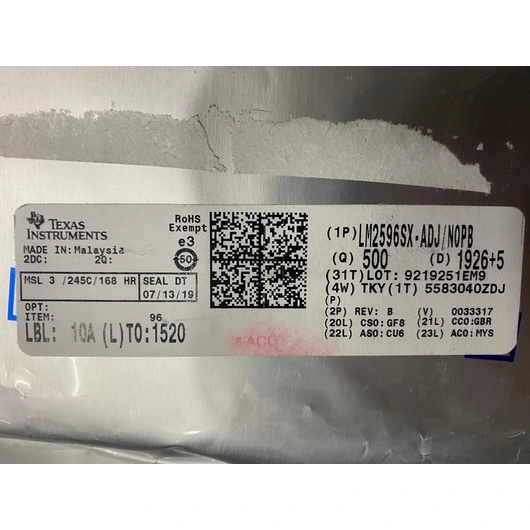 TEXAS
INSTRUMENTS
MADE IN: Malaysia
2DC: 2Q:
RoHS
Exempt
e3
50
MSL 3 /245C/168 HR
SEAL DT
07/13/19
OPT:
ITEM: 96
LBL: 10A (L)TO:1520
ACO
(1P)LM2596SX-ADJ/NOPB
(Q) 500 (D) 1926+5
(31T)LOT: 9219251EM9
(4W) TKY(1T) 5583040ZDJ
(P)
(2P) REV: B (V) 0033317
(20L) CSO:GF8 (21L) CCO:GBR
(22L) ASO:CU6 (23L) ACO:MYS